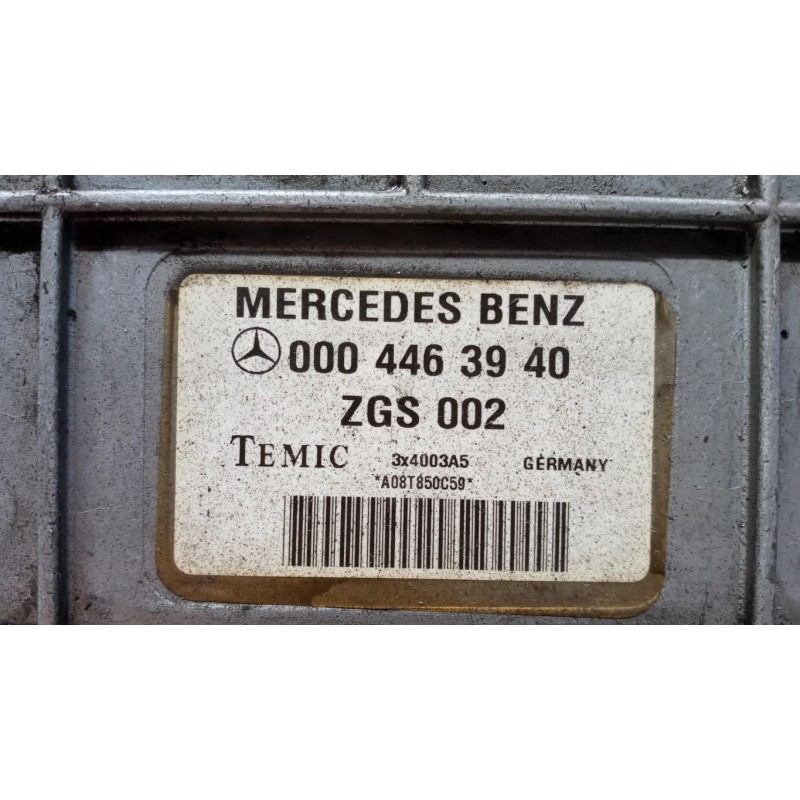 MERCEDES BENZ
000 446 39 40
ZGS 002
TEMIC 3x4003A5 GERMANY
*A08T850C59*